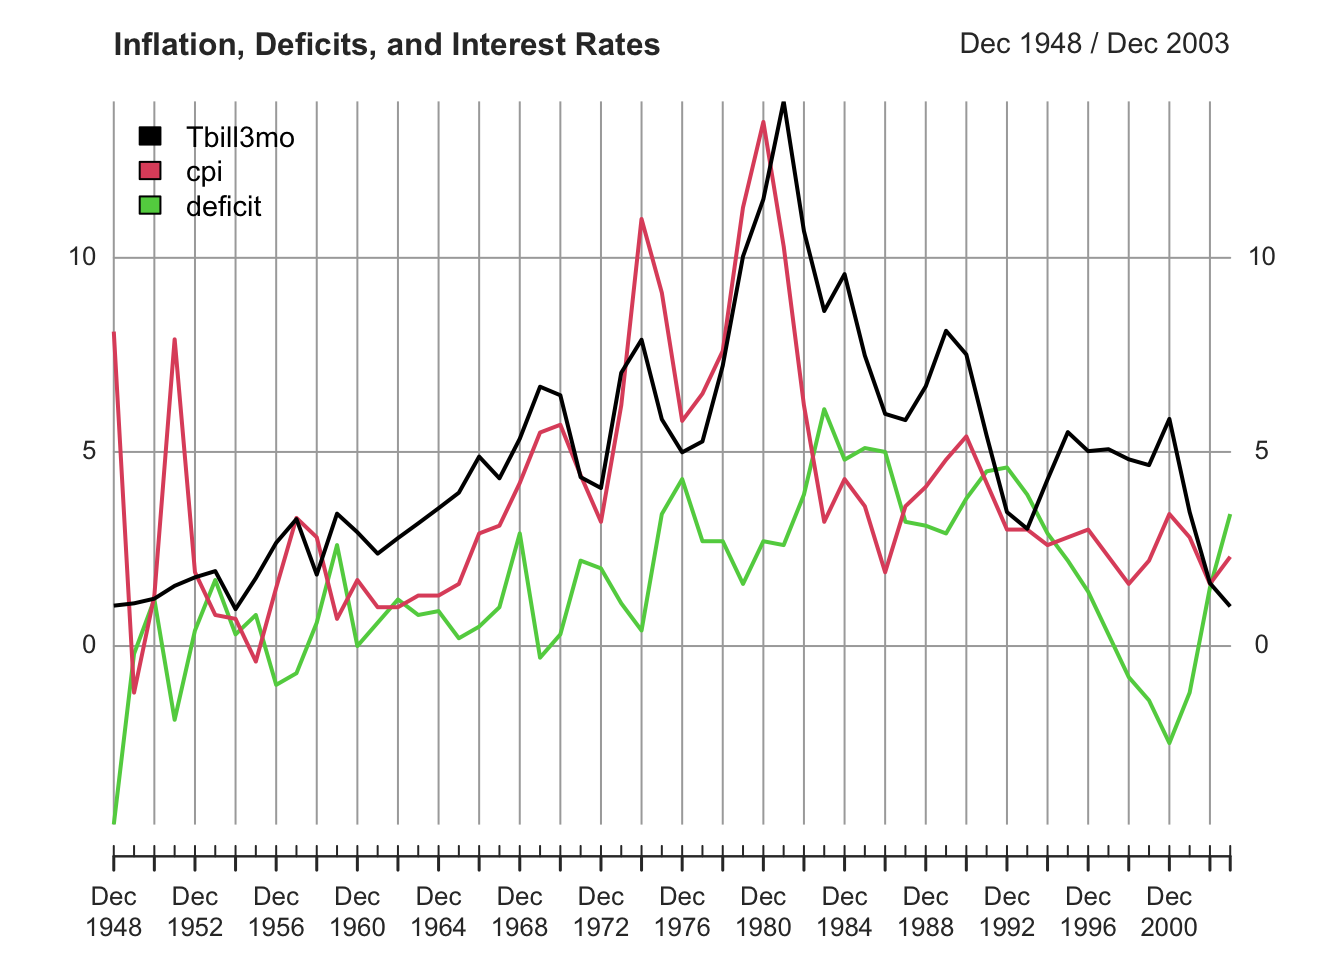 Inflation, Deficits, and Interest Rates
Dec 1948 / Dec 2003
Tbill3mo
cpi
deficit
10 10
5 5
0 0
Dec Dec Dec Dec Dec Dec Dec Dec Dec Dec Dec Dec Dec Dec
1948 1952 1956 1960 1964 1968 1972 1976 1980 1984 1988 1992 1996 2000